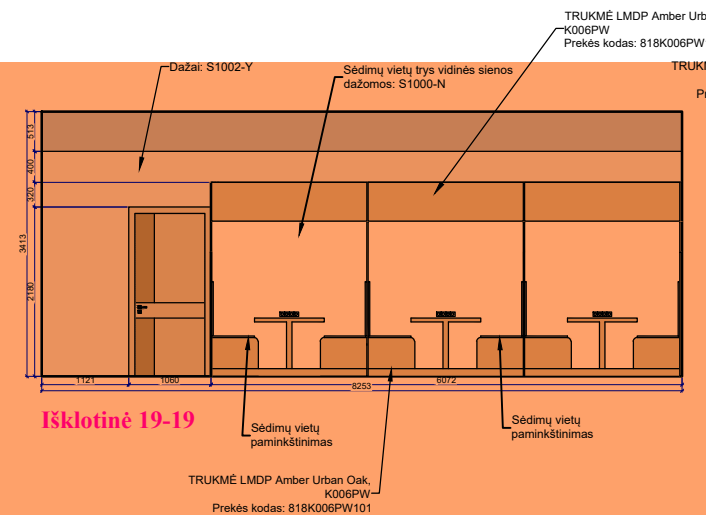 TRUKMĖ LMDP Amber Urb
K006PW
Prekės kodas: 818K006PW1
TRUKM
Pr
Dažai: S1002-Y
Sėdimų vietų trys vidinės sienos
dažomos: S1000-N
513
400
320
3413
2180
1121
1060
8253
6072
Išklotinė 19-19
Sėdimų vietų
paminkštinimas
Sėdimų vietų
paminkštinimas
TRUKMĖ LMDP Amber Urban Oak,
K006PW
Prekės kodas: 818K006PW101